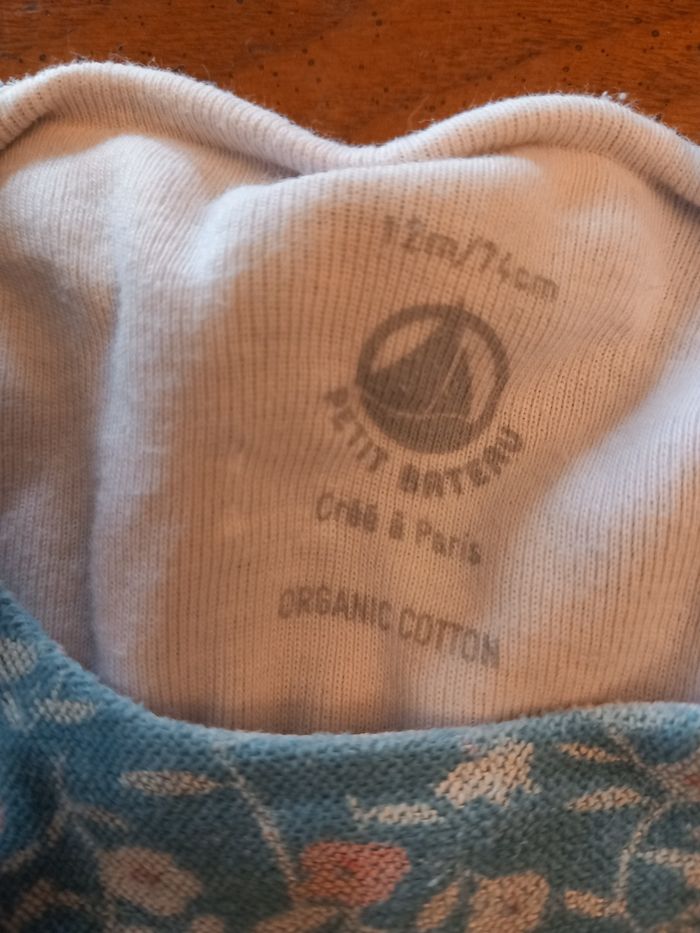 12m/74cm
PETIT BATEAU
Créé à Paris
ORGANIC COTTON